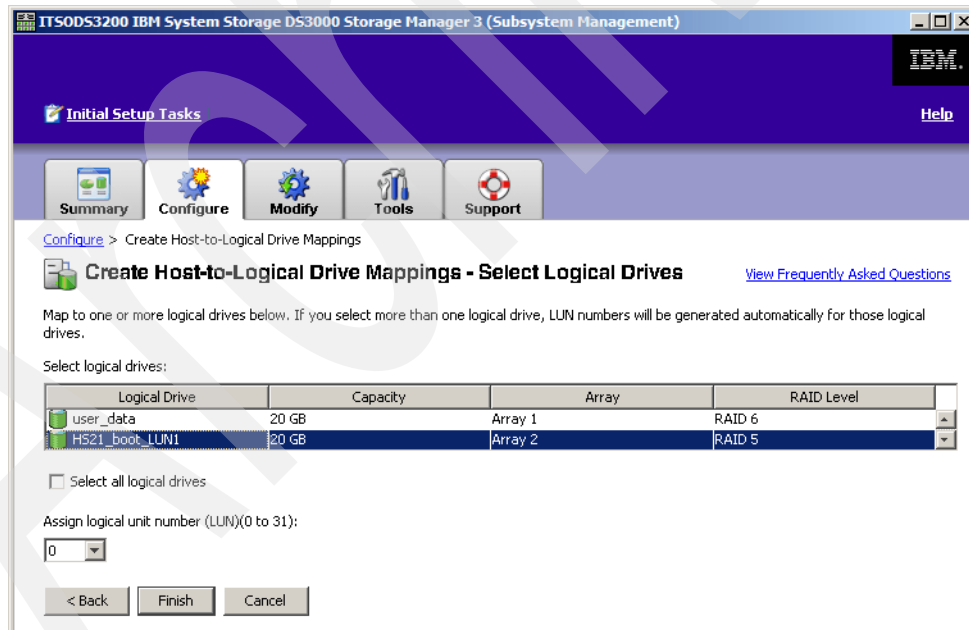 ITSODS3200 IBM System Storage DS3000 Storage Manager 3 (Subsystem Management)
IBM.
Initial Setup Tasks
Help
Summary
Configure
Modify
Tools
Support
Configure > Create Host-to-Logical Drive Mappings
Create Host-to-Logical Drive Mappings - Select Logical Drives
View Frequently Asked Questions
Map to one or more logical drives below. If you select more than one logical drive, LUN numbers will be generated automatically for those logical
drives.
Select logical drives:
Logical Drive Capacity Array RAID Level
user_data 20 GB Array 1 RAID 6
HS21_boot_LUN1 20 GB Array 2 RAID 5
Select all logical drives
Assign logical unit number (LUN)(0 to 31):
0
< Back Finish Cancel